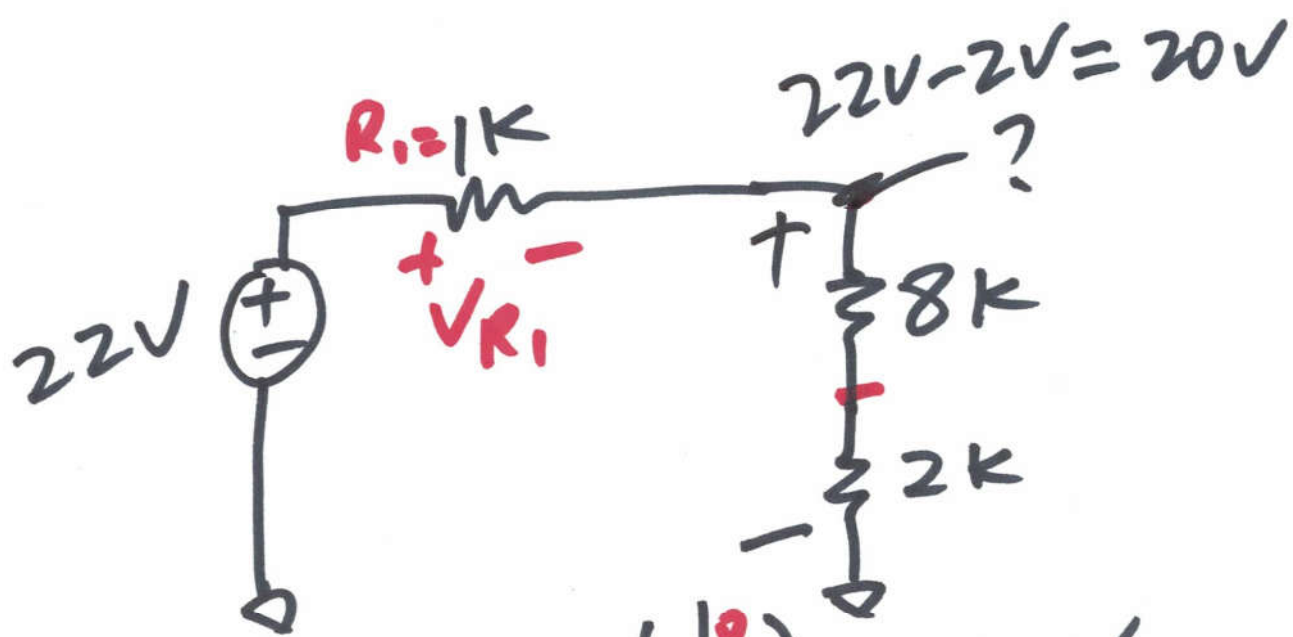 22V-2V= 20V
R1=1K
?
+ -
+
22V
+
-
VR1
8K
-
2K
-